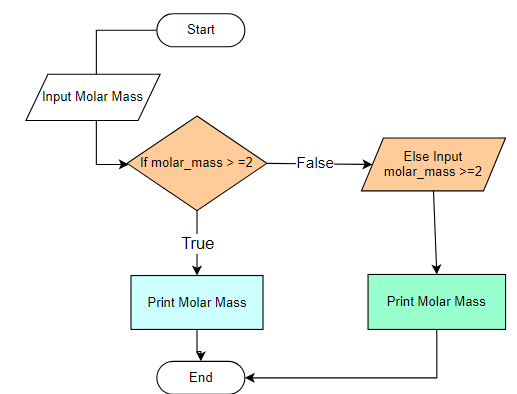 Start
Input Molar Mass
If molar_mass > =2
False
Else Input
molar_mass >=2
True
Print Molar Mass
Print Molar Mass
End